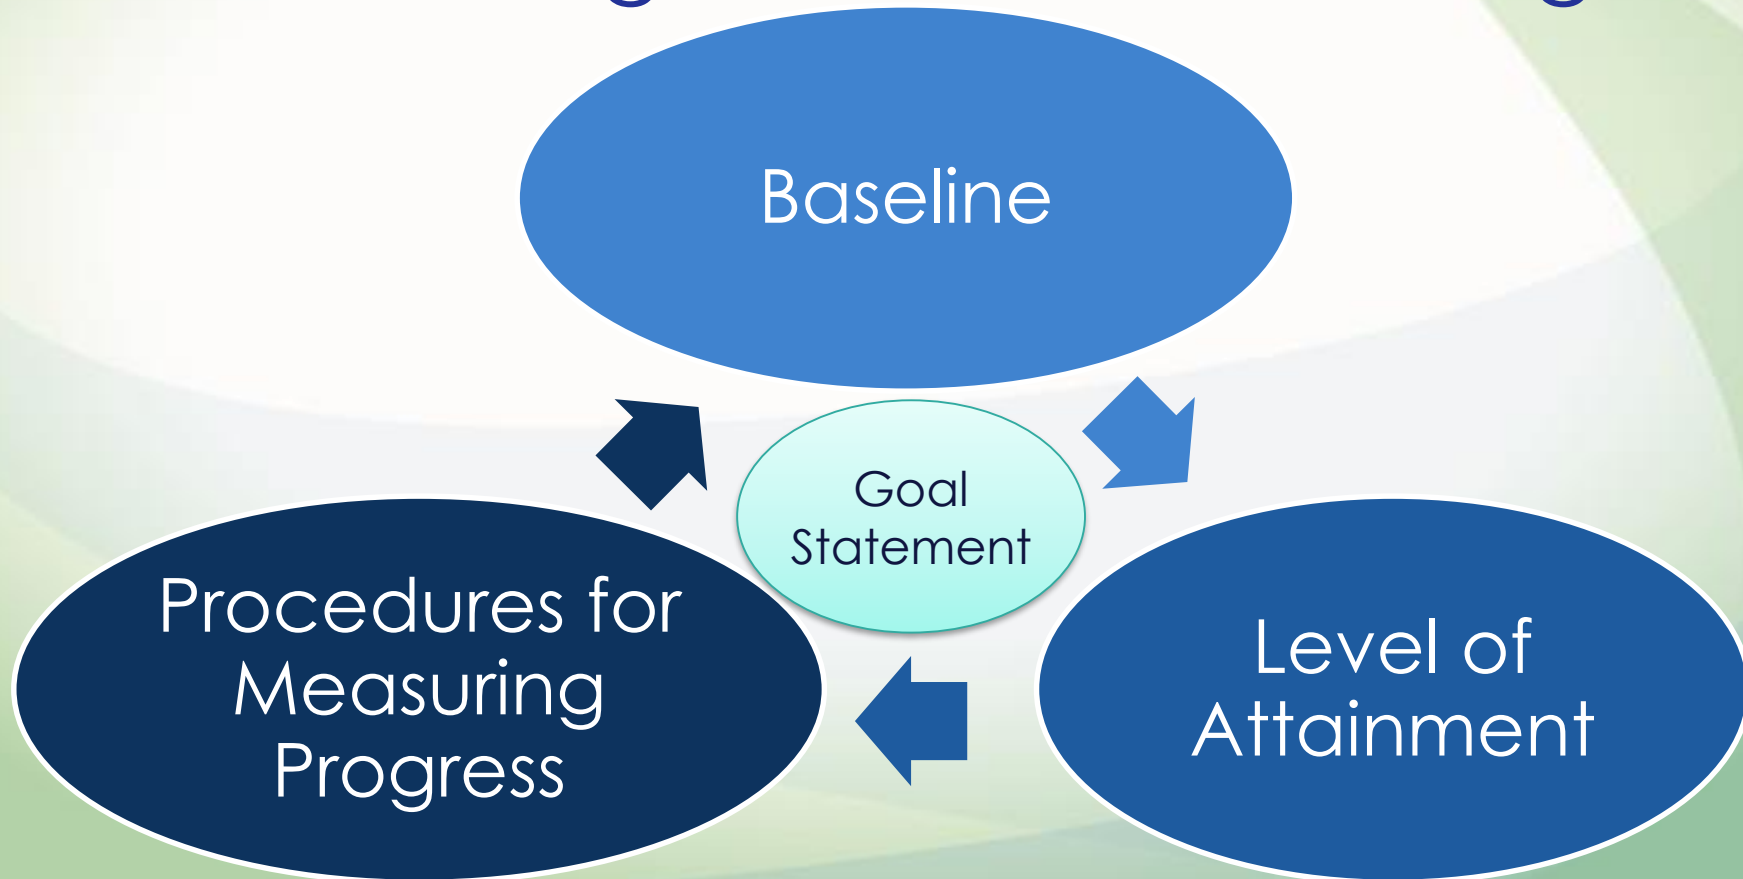 Baseline
Goal
Statement
Procedures for
Measuring
Progress
Level of
Attainment